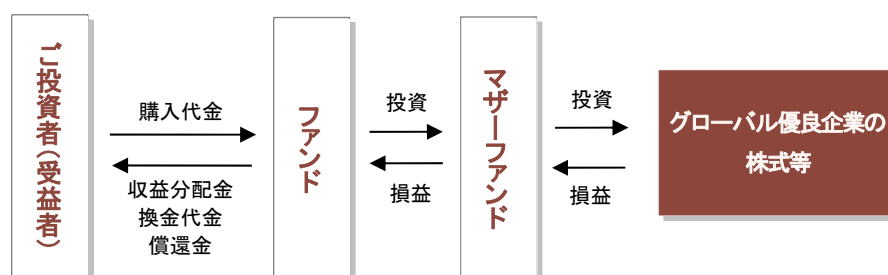 ご投資者(受益者)
購入代金
収益分配金
換金代金
償還金
ファンド
投資
損益
マザーファンド
投資
損益
グローバル優良企業の
株式等